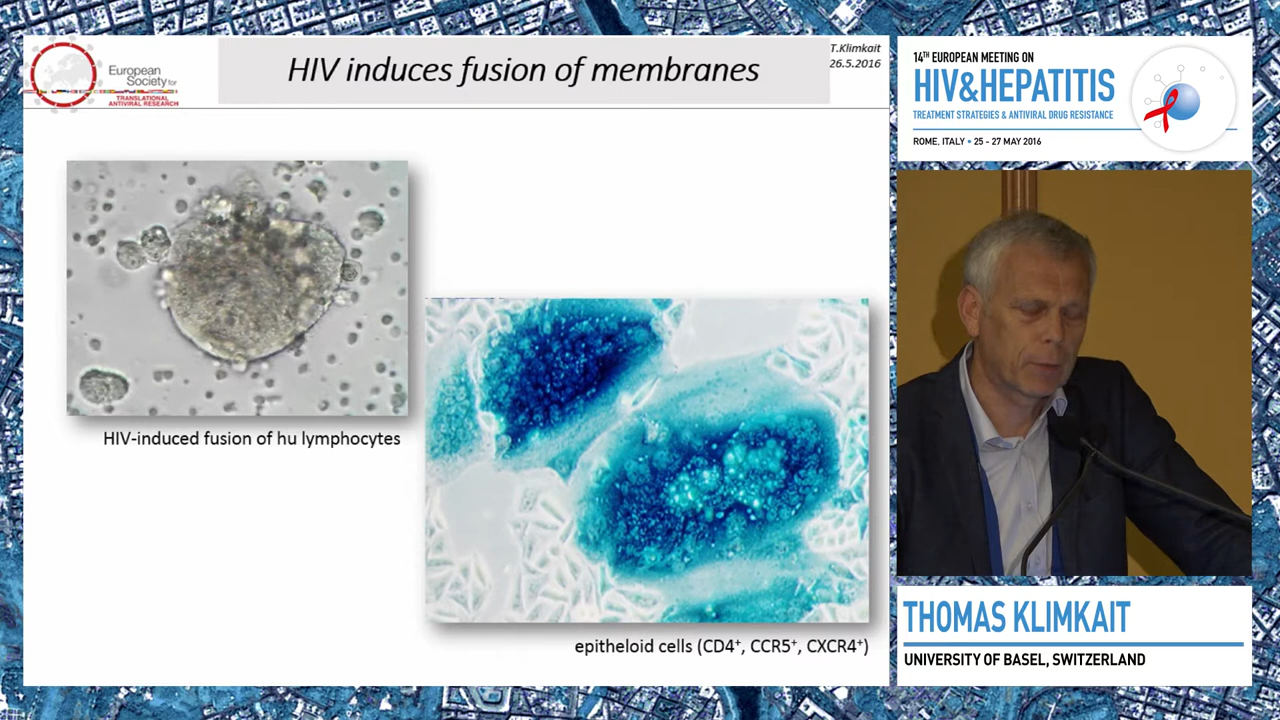 European
Society for
TRANSLATIONAL
ANTIVIRAL RESEARCH
HIV induces fusion of membranes
T.Klimkait
26.5.2016
HIV-induced fusion of hu lymphocytes
epitheloid cells (CD4⁺, CCR5⁺, CXCR4⁺)
14TH EUROPEAN MEETING ON
HIV&HEPATITIS
TREATMENT STRATEGIES & ANTIVIRAL DRUG RESISTANCE
ROME, ITALY • 25 - 27 MAY 2016
THOMAS KLIMKAIT
UNIVERSITY OF BASEL, SWITZERLAND